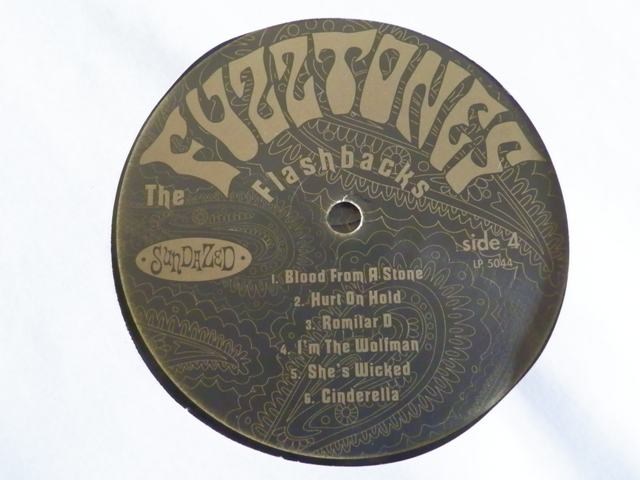 The
FUZZTONES
Flashbacks
side 4
LP 5044
SUNDAZED
1. Blood From A Stone
2. Hurt On Hold
3. Romilar D
4. I'm The Wolfman
5. She's Wicked
6. Cinderella